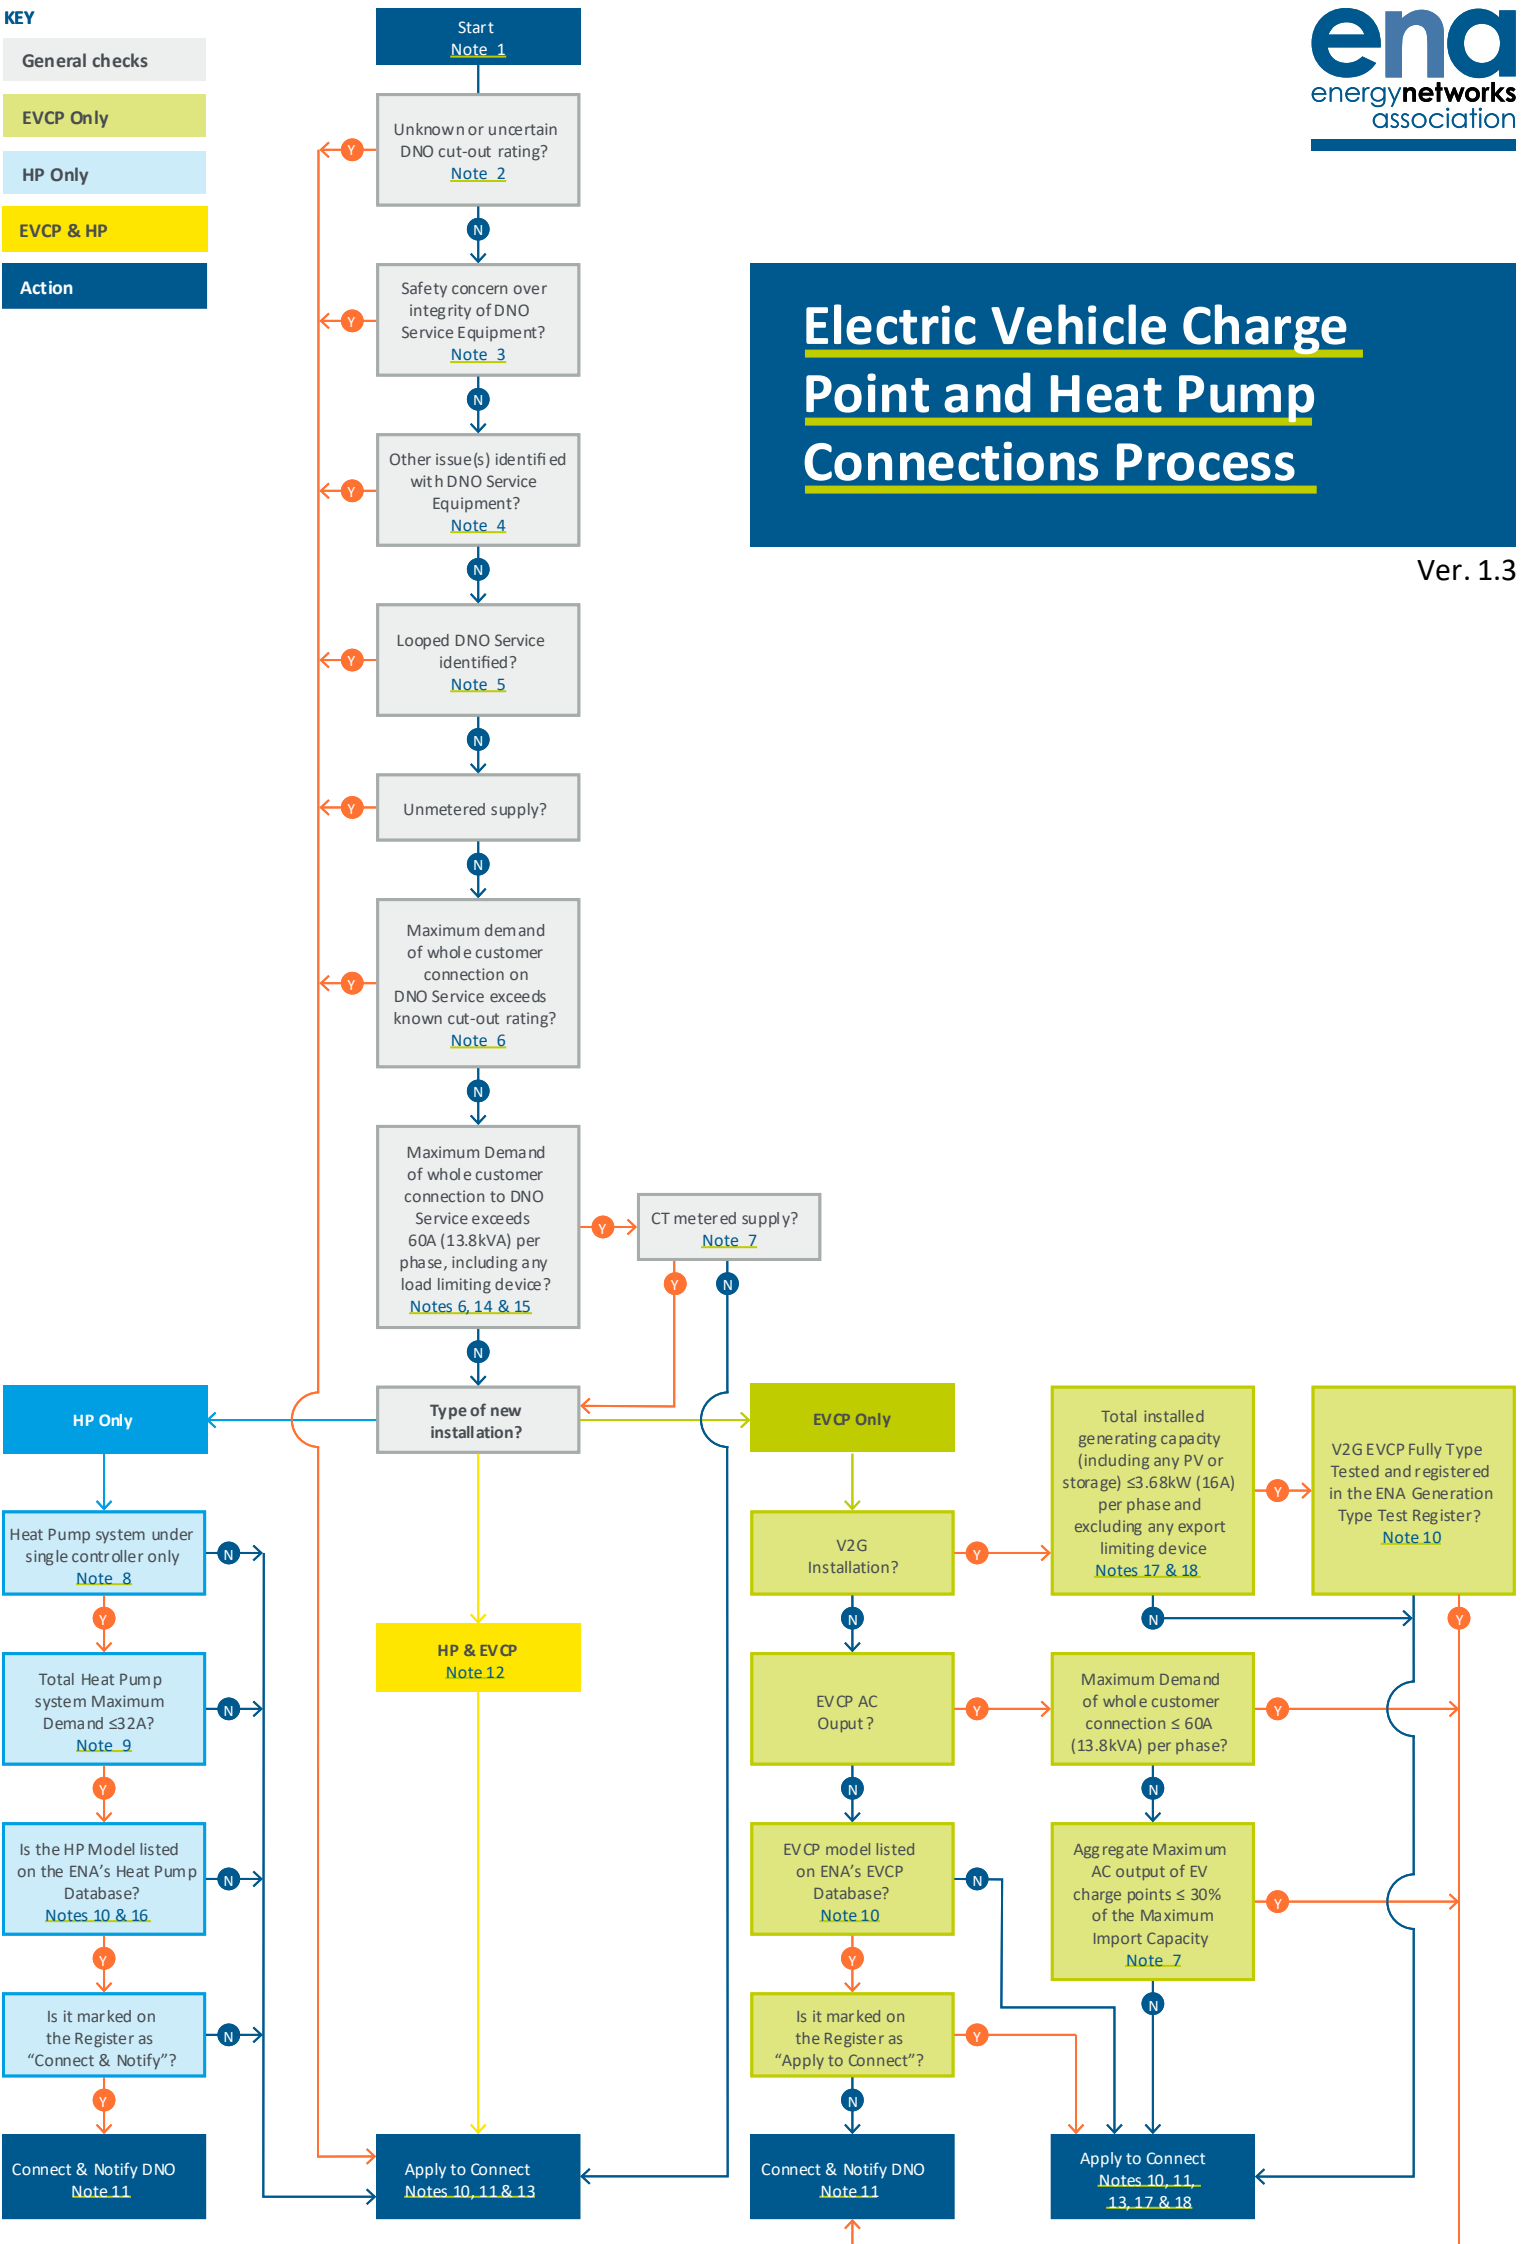 KEY
General checks
EVCP Only
HP Only
EVCP & HP
Action
ena
energynetworks
association
Electric Vehicle Charge
Point and Heat Pump
Connections Process
Ver. 1.3
Start
Note 1
Unknown or uncertain
DNO cut-out rating?
Note 2
Y
N
Safety concern over
integrity of DNO
Service Equipment?
Note 3
Y
N
Other issue(s) identified
with DNO Service
Equipment?
Note 4
Y
N
Looped DNO Service
identified?
Note 5
Y
N
Unmetered supply?
Y
N
Maximum demand
of whole customer
connection on
DNO Service exceeds
known cut-out rating?
Note 6
Y
N
Maximum Demand
of whole customer
connection to DNO
Service exceeds
60A (13.8kVA) per
phase, including any
load limiting device?
Notes 6, 14 & 15
Y
CT metered supply?
Note 7
Y
N
N
Type of new
installation?
HP Only
Heat Pump system under
single controller only
Note 8
N
Y
Total Heat Pump
system Maximum
Demand ≤32A?
Note 9
N
Y
Is the HP Model listed
on the ENA's Heat Pump
Database?
Notes 10 & 16
N
Y
Is it marked on
the Register as
“Connect & Notify”?
N
Y
Connect & Notify DNO
Note 11
HP & EVCP
Note 12
Apply to Connect
Notes 10, 11 & 13
EVCP Only
V2G
Installation?
Y
N
EVCP AC
Ouput?
Y
N
EVCP model listed
on ENA’s EVCP
Database?
Note 10
N
Y
Is it marked on
the Register as
“Apply to Connect”?
Y
N
Connect & Notify DNO
Note 11
Total installed
generating capacity
(including any PV or
storage) ≤3.68kW (16A)
per phase and
excluding any export
limiting device
Notes 17 & 18
Y
N
V2G EVCP Fully Type
Tested and registered
in the ENA Generation
Type Test Register?
Note 10
Y
Maximum Demand
of whole customer
connection ≤ 60A
(13.8kVA) per phase?
Y
N
Aggregate Maximum
AC output of EV
charge points ≤ 30%
of the Maximum
Import Capacity
Note 7
Y
N
Apply to Connect
Notes 10, 11,
13, 17 & 18